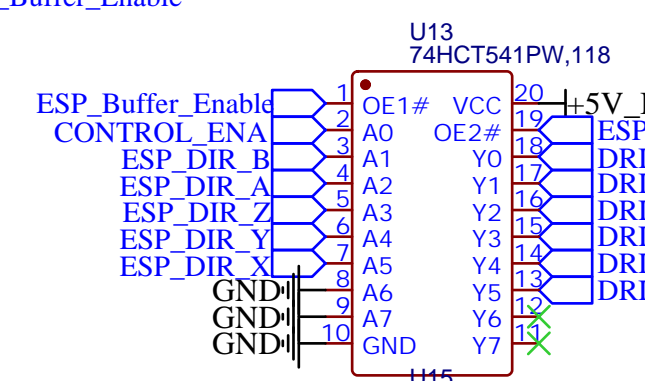 _Buffer_Enable
U13
74HCT541PW,118
ESP_Buffer_Enable 1 OE1# VCC 20 +5V_
CONTROL_ENA 2 A0 OE2# 19 ESP
ESP_DIR_B 3 A1 Y0 18 DRI
ESP_DIR_A 4 A2 Y1 17 DRI
ESP_DIR_Z 5 A3 Y2 16 DRI
ESP_DIR_Y 6 A4 Y3 15 DRI
ESP_DIR_X 7 A5 Y4 14 DRI
GND 8 A6 Y5 13 DRI
GND 9 A7 Y6 12
GND 10 GND Y7 11
U15